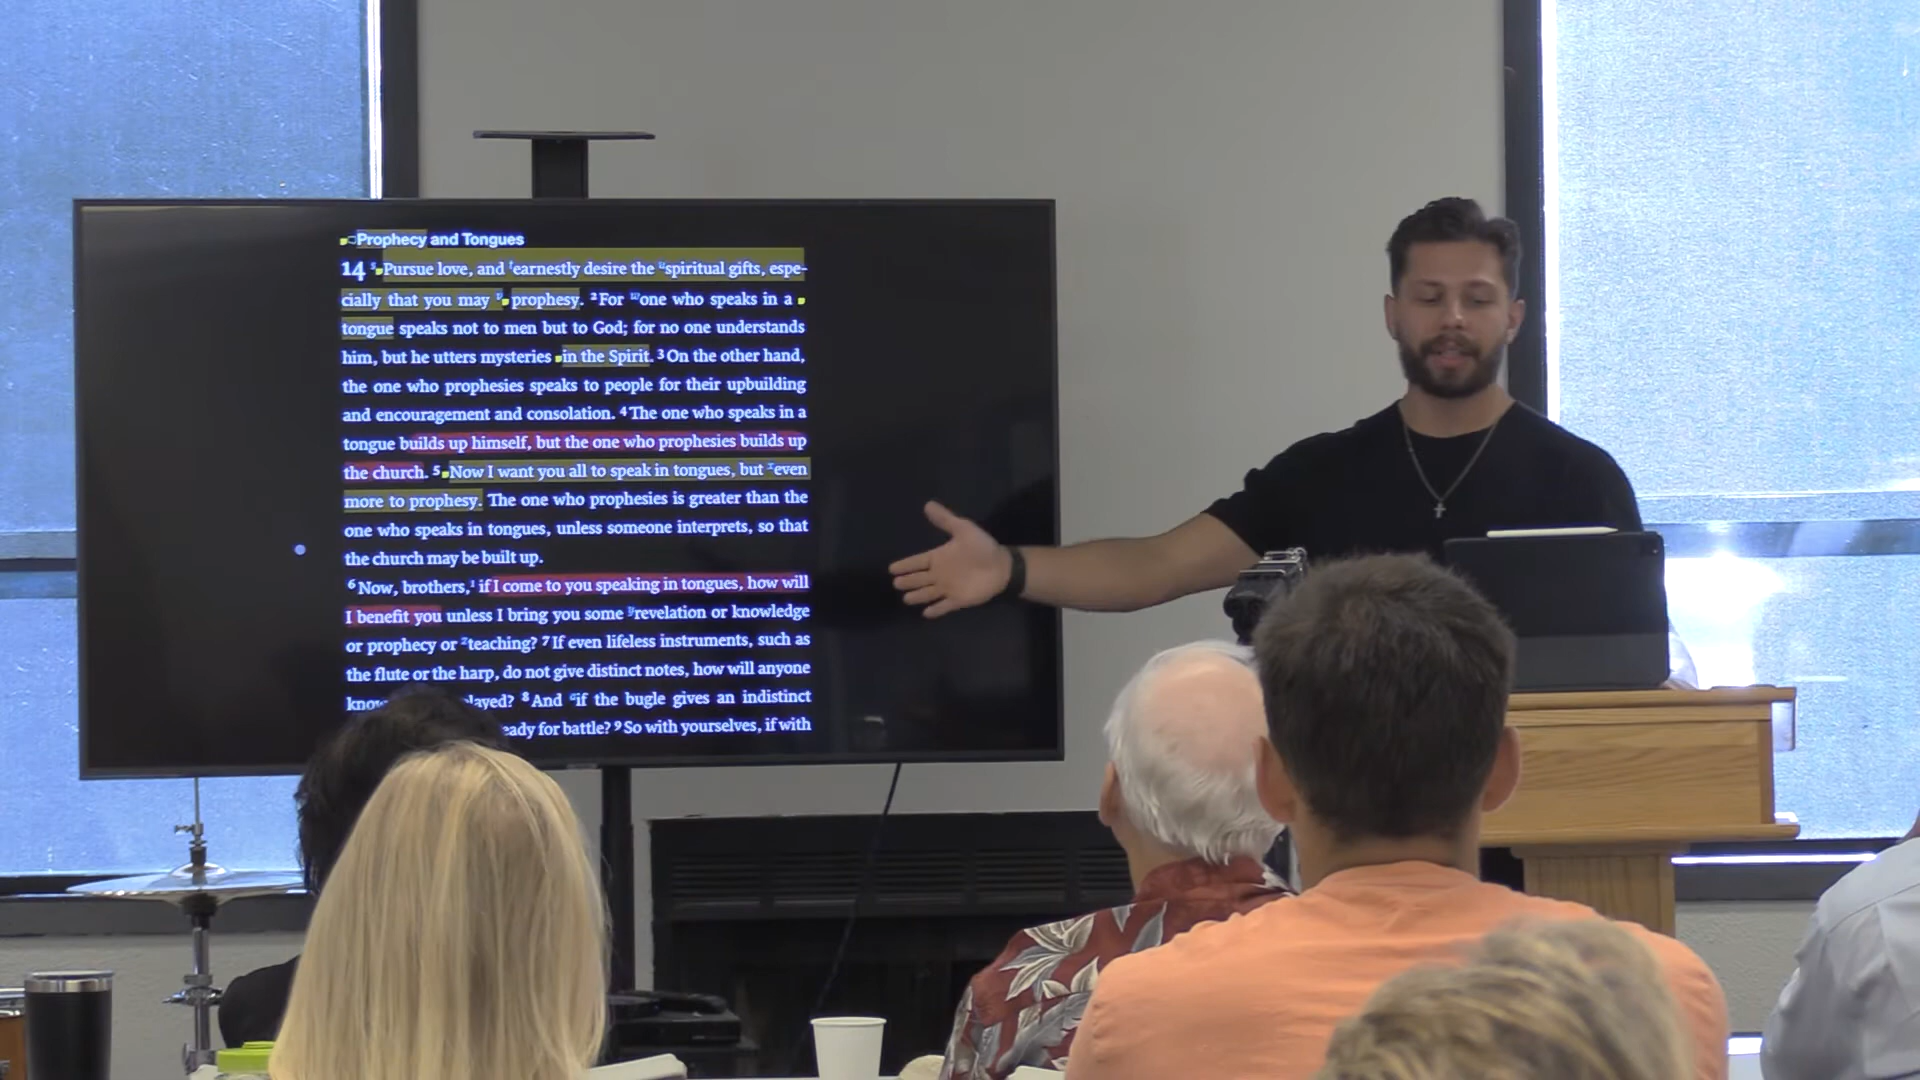 Prophecy and Tongues
14 s Pursue love, and t earnestly desire the u spiritual gifts, espe-
cially that you may v prophesy. 2 For w one who speaks in a
tongue speaks not to men but to God; for no one understands
him, but he utters mysteries in the Spirit. 3 On the other hand,
the one who prophesies speaks to people for their upbuilding
and encouragement and consolation. 4 The one who speaks in a
tongue builds up himself, but the one who prophesies builds up
the church. 5 Now I want you all to speak in tongues, but x even
more to prophesy. The one who prophesies is greater than the
one who speaks in tongues, unless someone interprets, so that
the church may be built up.
6 Now, brothers, 1 if I come to you speaking in tongues, how will
I benefit you unless I bring you some y revelation or knowledge
or prophecy or z teaching? 7 If even lifeless instruments, such as
the flute or the harp, do not give distinct notes, how will anyone
8 And a if the bugle gives an indistinct
for battle? 9 So with yourselves, if with